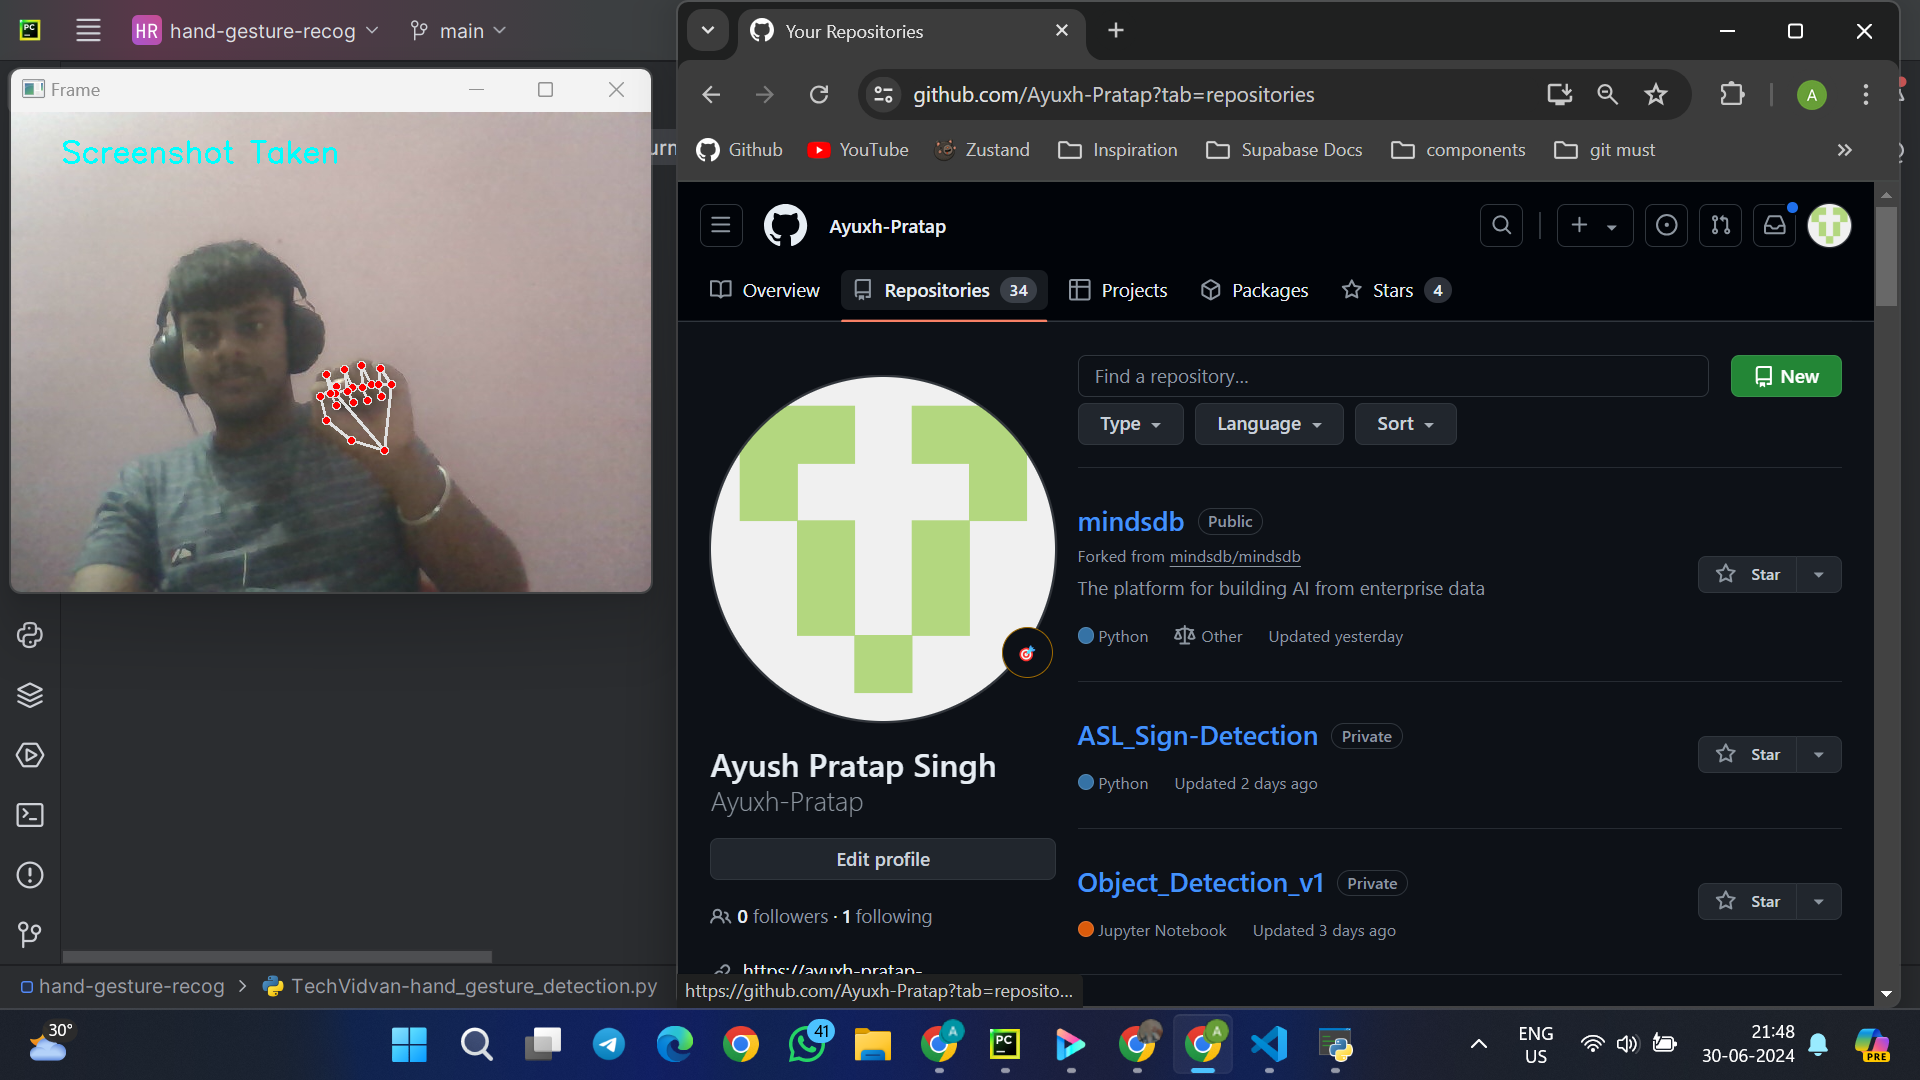 PC
HR hand-gesture-recog main
Frame
Screenshot Taken
Your Repositories
github.com/Ayuxh-Pratap?tab=repositories
A
Github YouTube Zustand Inspiration Supabase Docs components git must
Ayuxh-Pratap
Overview Repositories 34 Projects Packages Stars 4
Find a repository... New
Type Language Sort
mindsdb Public
Forked from mindsdb/mindsdb
The platform for building AI from enterprise data
Star
Python Other Updated yesterday
ASL_Sign-Detection Private
Star
Python Updated 2 days ago
Object_Detection_v1 Private
Star
Jupyter Notebook Updated 3 days ago
Ayush Pratap Singh
Ayuxh-Pratap
Edit profile
0 followers · 1 following
https://ayuxh-pratap-
https://github.com/Ayuxh-Pratap?tab=reposito...
hand-gesture-recog > TechVidvan-hand_gesture_detection.py
30°
41
A
PC
A
ENG
US
21:48
30-06-2024
PRE